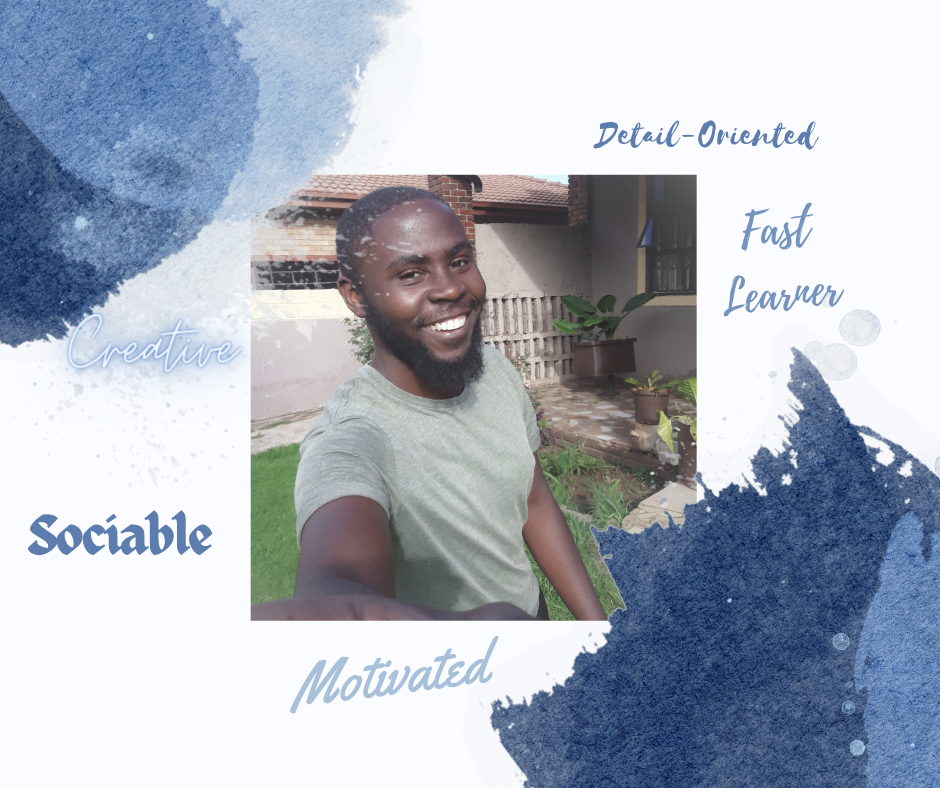 Detail-Oriented
Fast
Learner
Creative
Sociable
Motivated